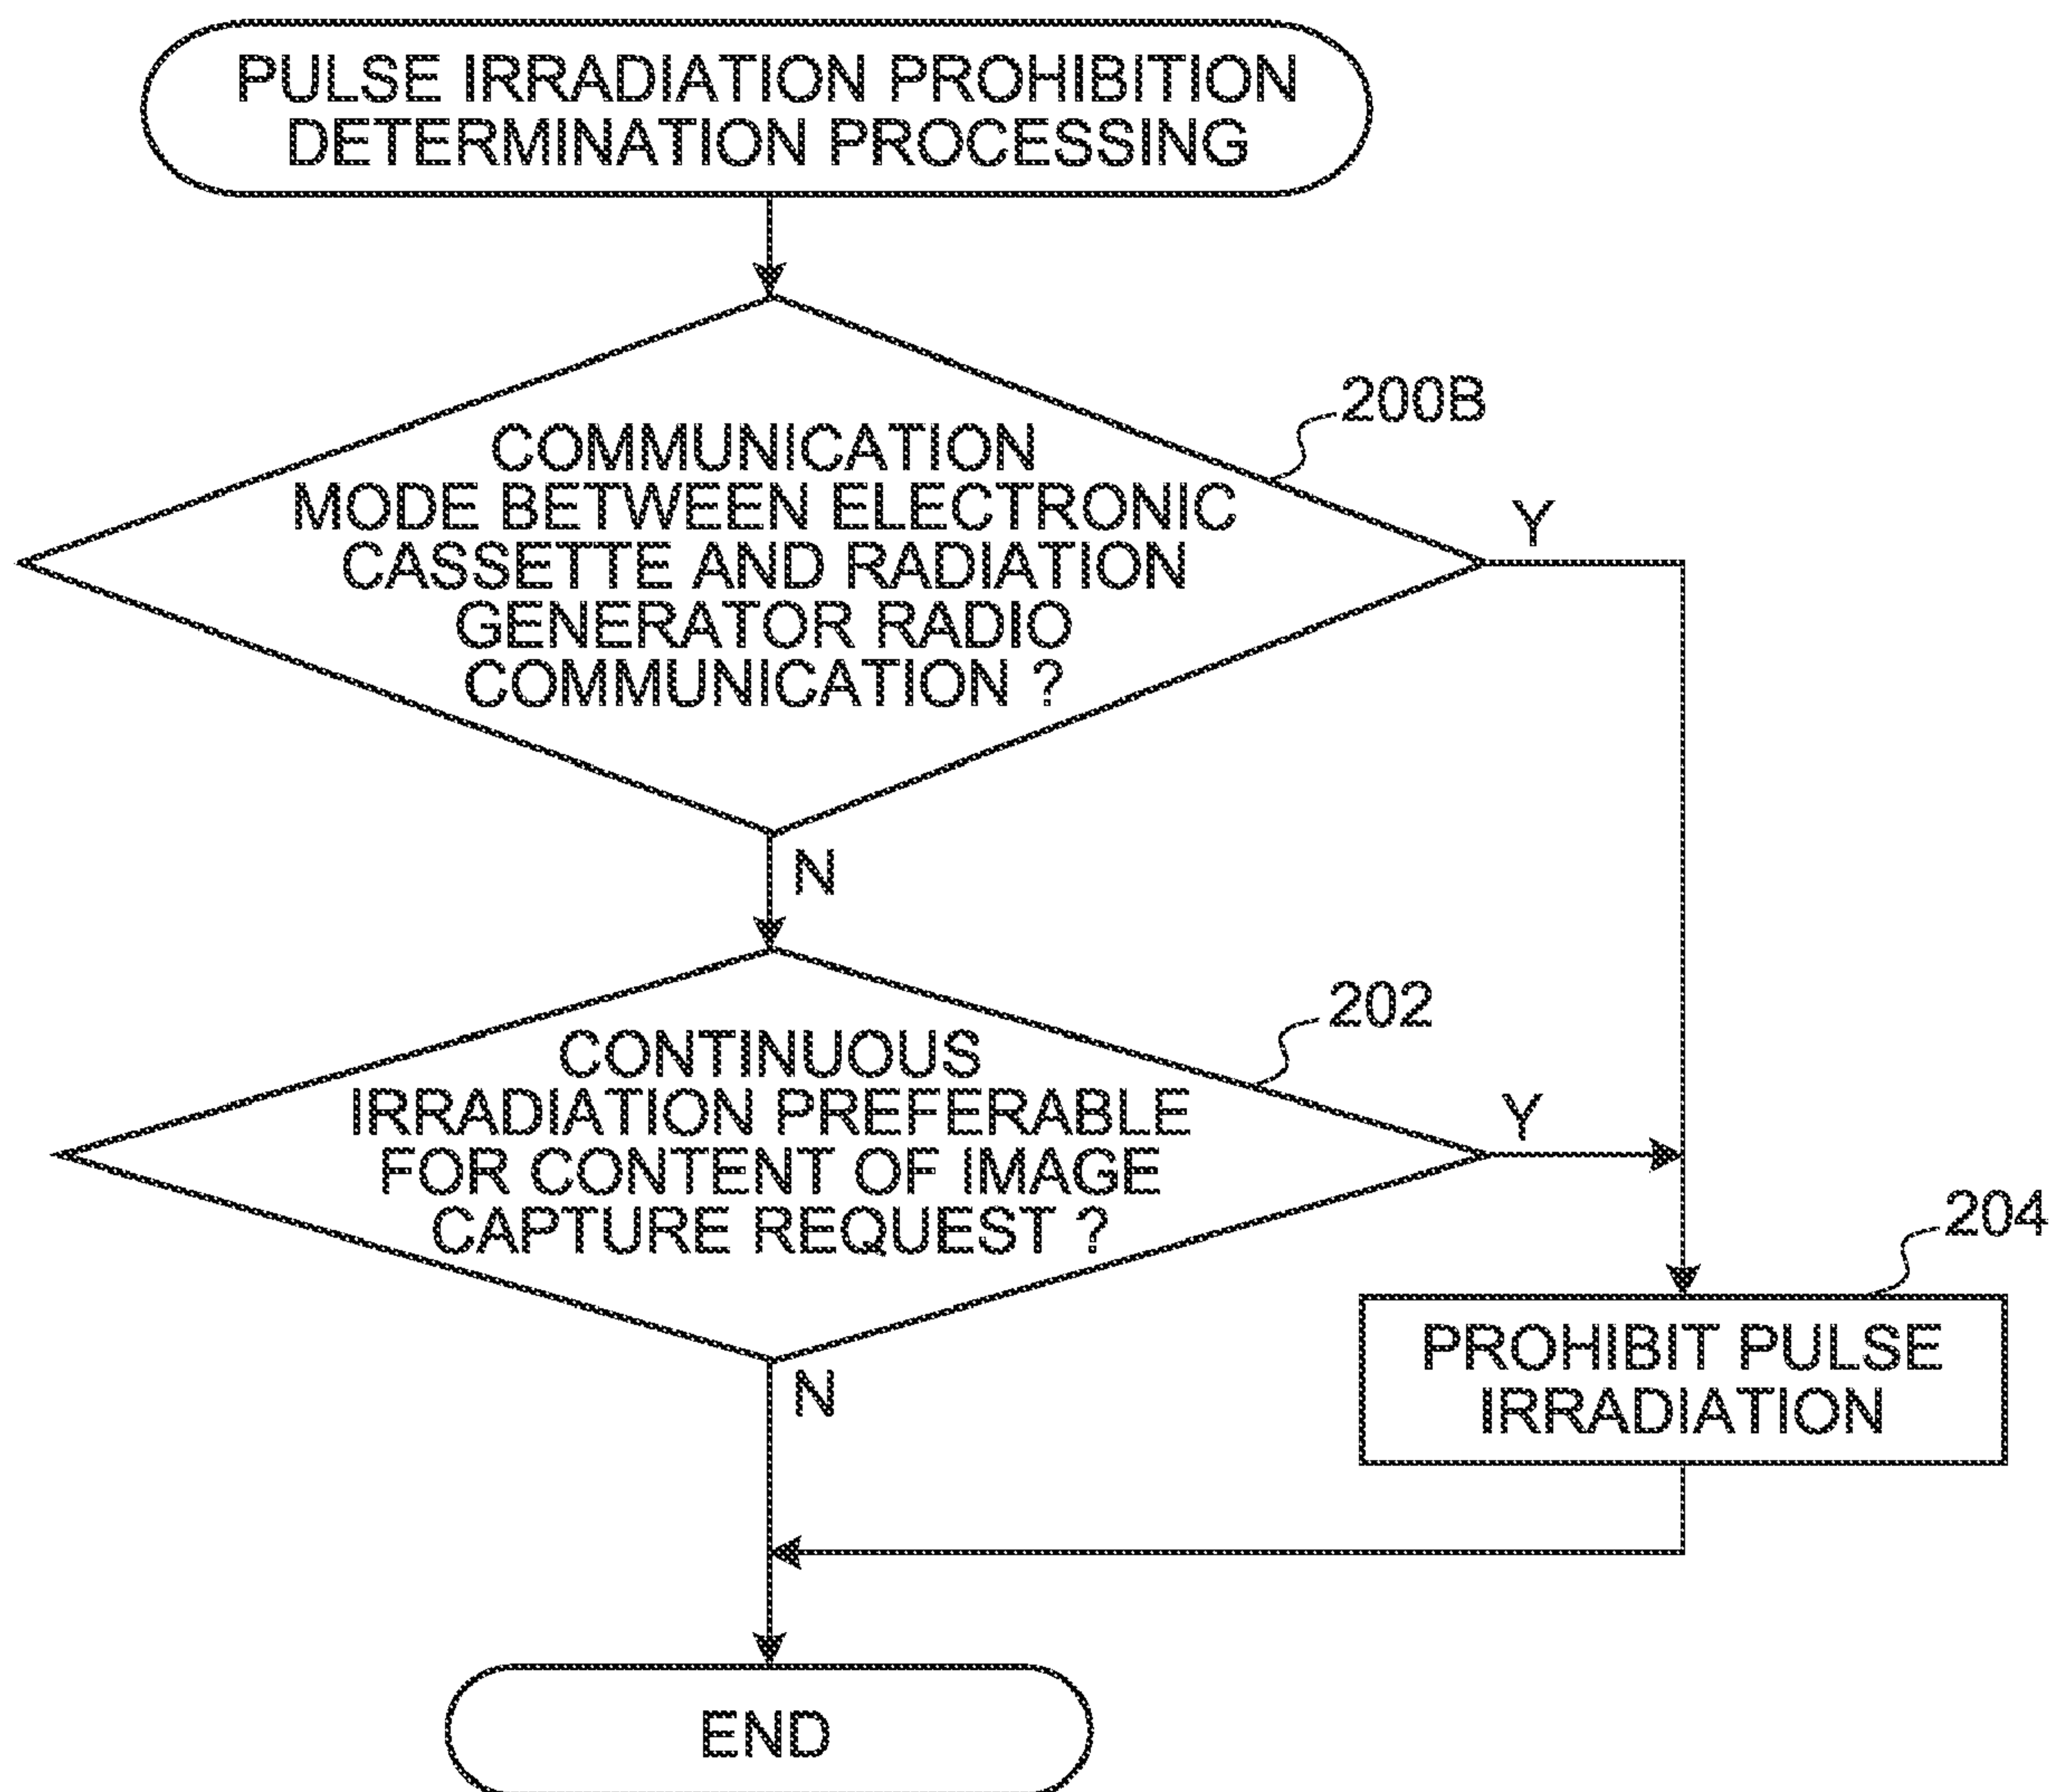 PULSE IRRADIATION PROHIBITION
DETERMINATION PROCESSING
200B
COMMUNICATION
MODE BETWEEN ELECTRONIC
CASSETTE AND RADIATION
GENERATOR RADIO
COMMUNICATION ?
Y
N
202
CONTINUOUS
IRRADIATION PREFERABLE
FOR CONTENT OF IMAGE
CAPTURE REQUEST ?
Y
N
204
PROHIBIT PULSE
IRRADIATION
END